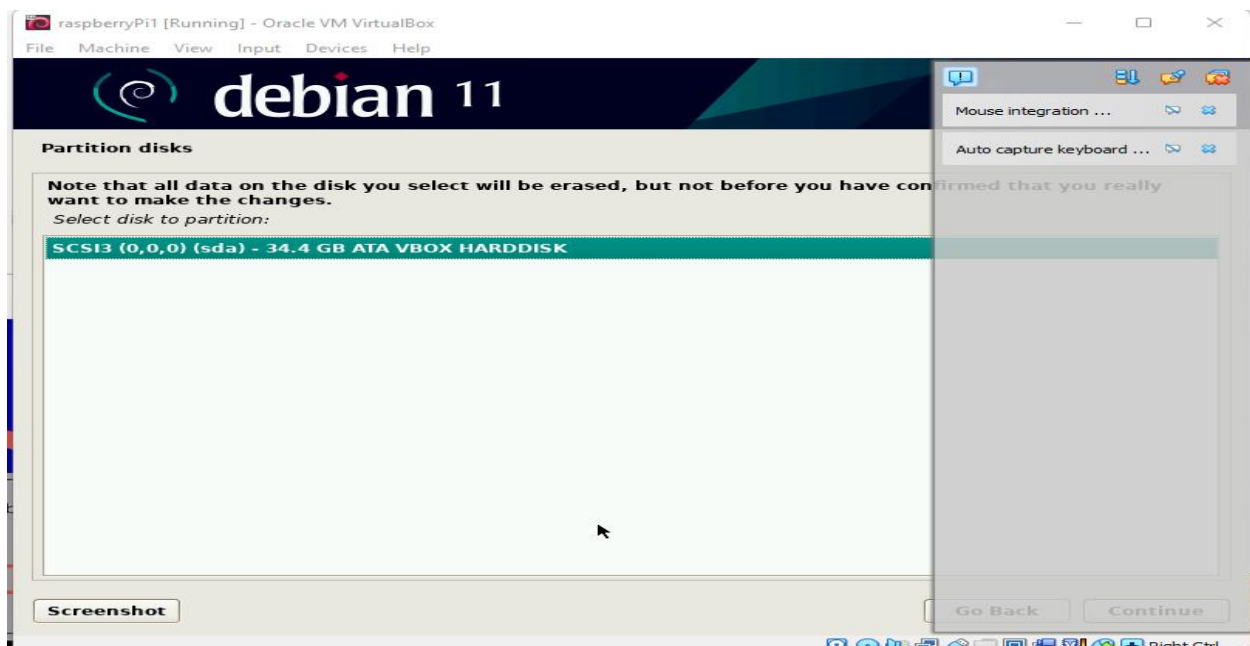 raspberryPi1 [Running] - Oracle VM VirtualBox
File Machine View Input Devices Help
debian 11
Mouse integration ...
Auto capture keyboard ...
Partition disks
Note that all data on the disk you select will be erased, but not before you have confirmed that you really
want to make the changes.
Select disk to partition:
SCSI3 (0,0,0) (sda) - 34.4 GB ATA VBOX HARDDISK
Screenshot
Go Back
Continue
Right Ctrl